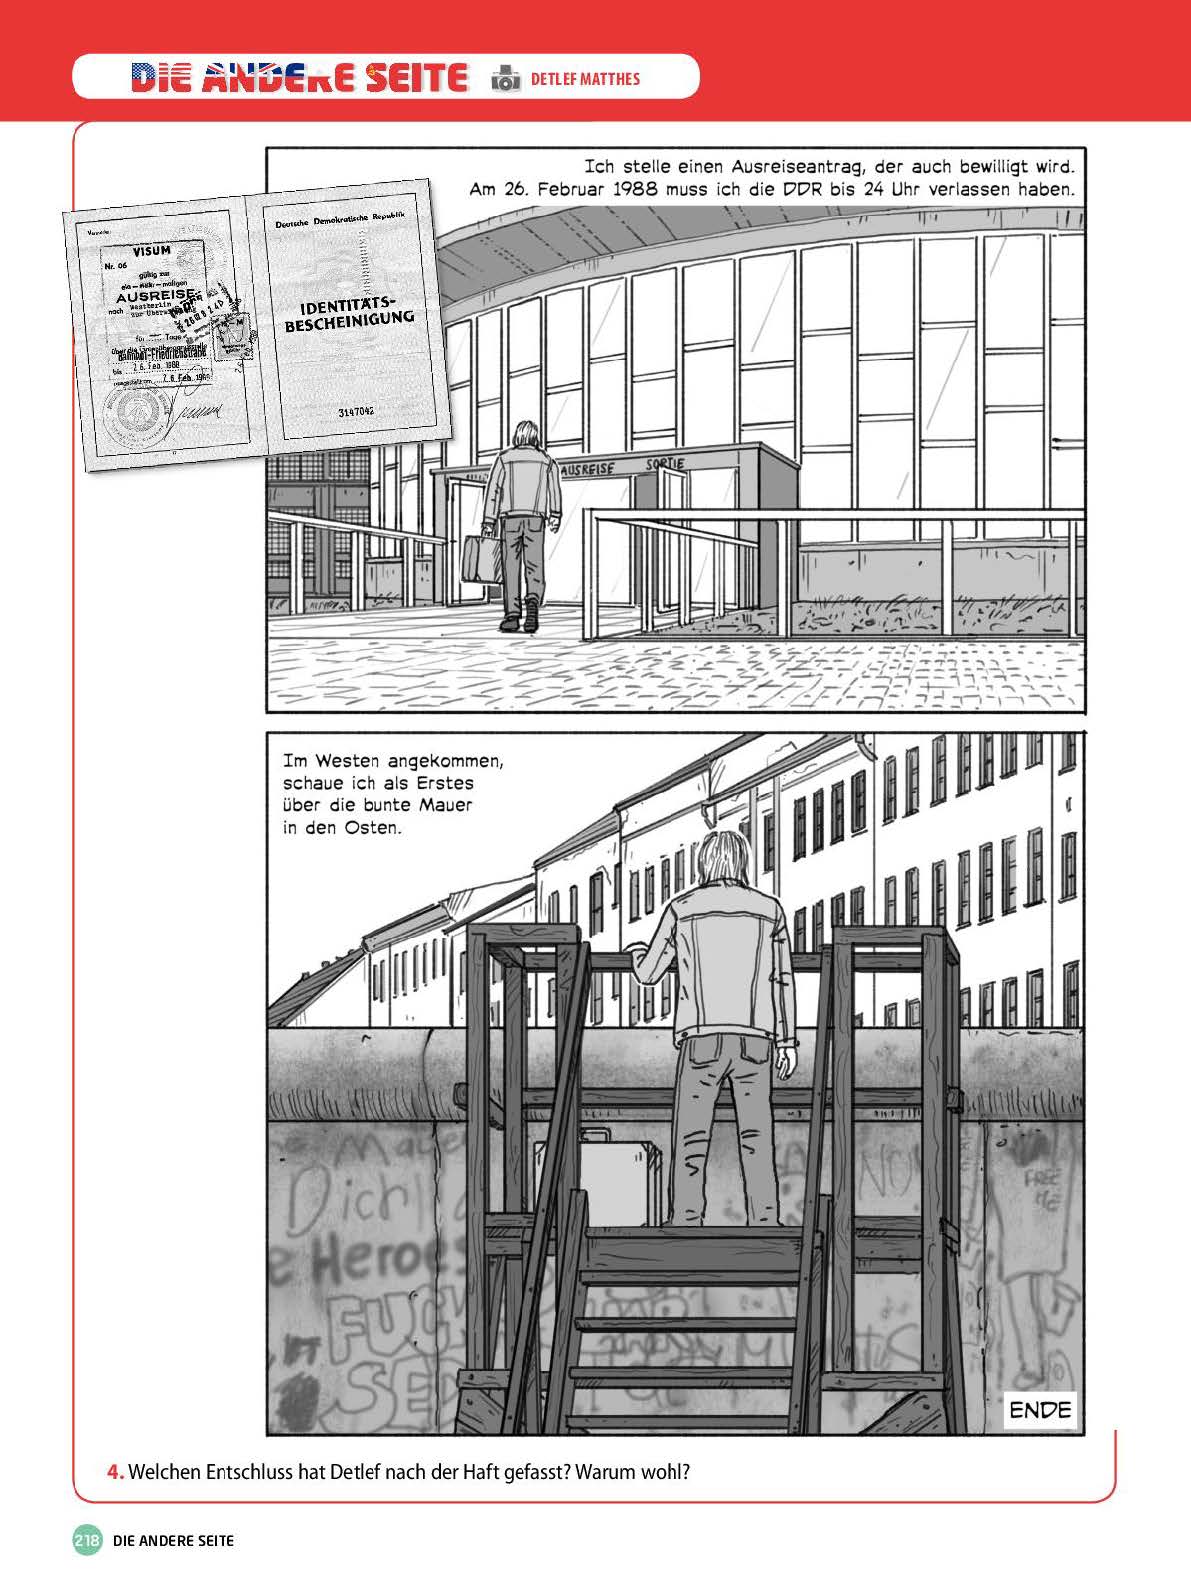 DIE ANDERE SEITE DETLEF MATTHES
Ich stelle einen Ausreiseantrag, der auch bewilligt wird.
Am 26. Februar 1988 muss ich die DDR bis 24 Uhr verlassen haben.
VISUM
Nr. 06
gültig zur
ein – mehr – maligen
AUSREISE
nach Westberlin
für Tage
Bahnhof-Friedrichstraße
bis 26. Feb. 1988
26. Feb. 1988
Deutsche Demokratische Republik
IDENTITÄTS-
BESCHEINIGUNG
3147042
AUSREISE SORTIE
Im Westen angekommen,
schaue ich als Erstes
über die bunte Mauer
in den Osten.
Mauer
Dich
Heroes
NO
FREE
ENDE
4. Welchen Entschluss hat Detlef nach der Haft gefasst? Warum wohl?
218 DIE ANDERE SEITE